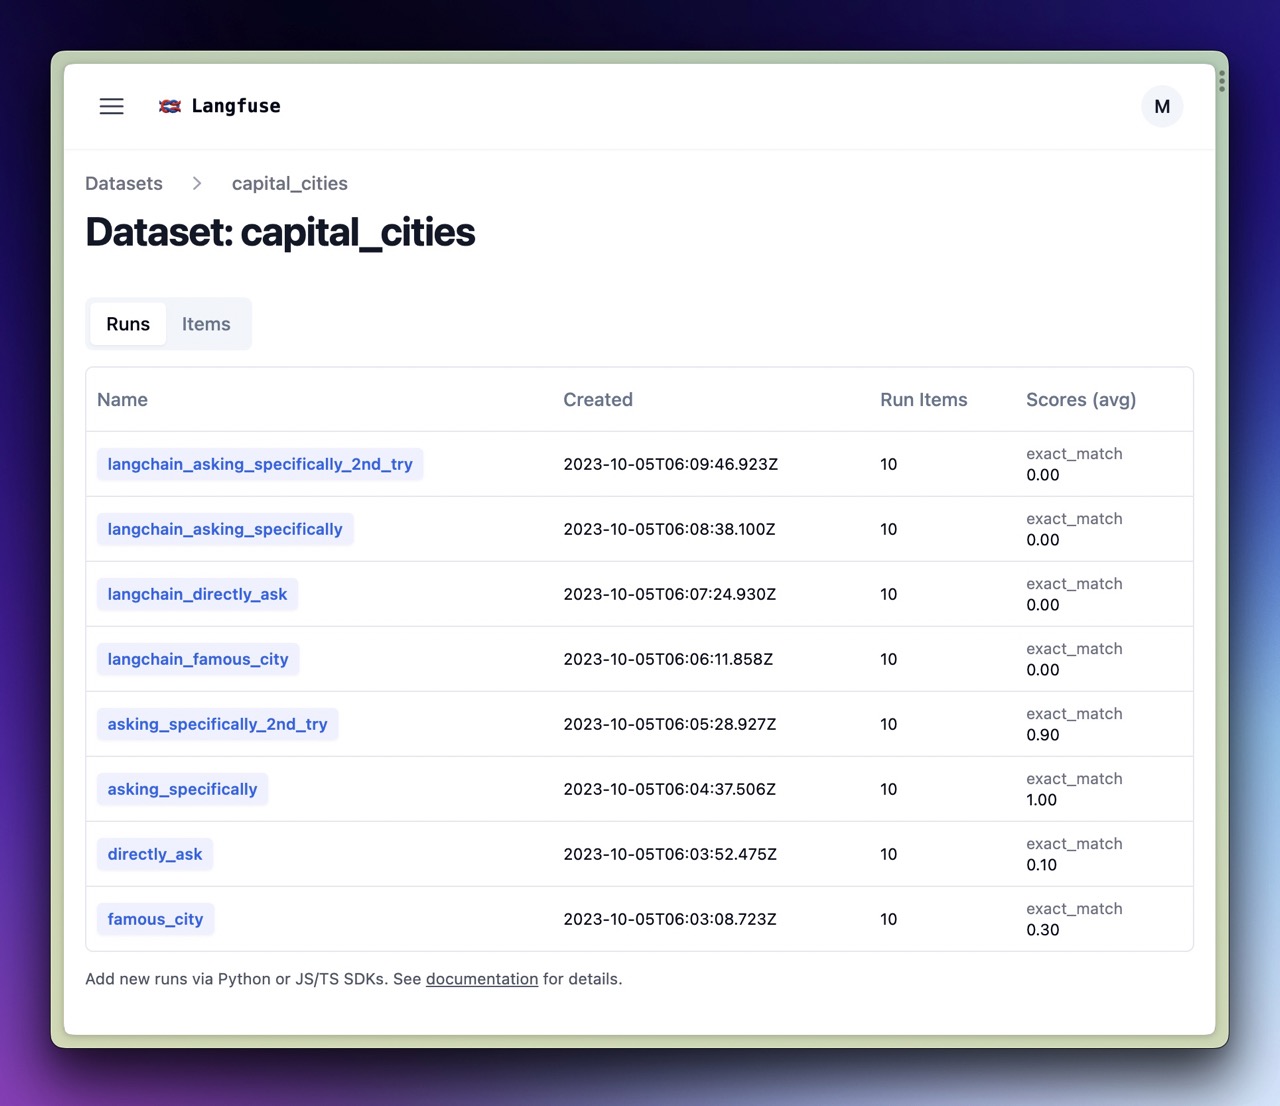 Langfuse
M
Datasets > capital_cities
Dataset: capital_cities
Runs Items
Name Created Run Items Scores (avg)
langchain_asking_specifically_2nd_try 2023-10-05T06:09:46.923Z 10 exact_match
0.00
langchain_asking_specifically 2023-10-05T06:08:38.100Z 10 exact_match
0.00
langchain_directly_ask 2023-10-05T06:07:24.930Z 10 exact_match
0.00
langchain_famous_city 2023-10-05T06:06:11.858Z 10 exact_match
0.00
asking_specifically_2nd_try 2023-10-05T06:05:28.927Z 10 exact_match
0.90
asking_specifically 2023-10-05T06:04:37.506Z 10 exact_match
1.00
directly_ask 2023-10-05T06:03:52.475Z 10 exact_match
0.10
famous_city 2023-10-05T06:03:08.723Z 10 exact_match
0.30
Add new runs via Python or JS/TS SDKs. See documentation for details.